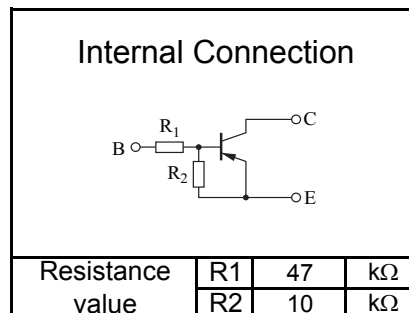 Internal Connection
C
R1
B
R2
E
Resistance value R1 47 kΩ
R2 10 kΩ